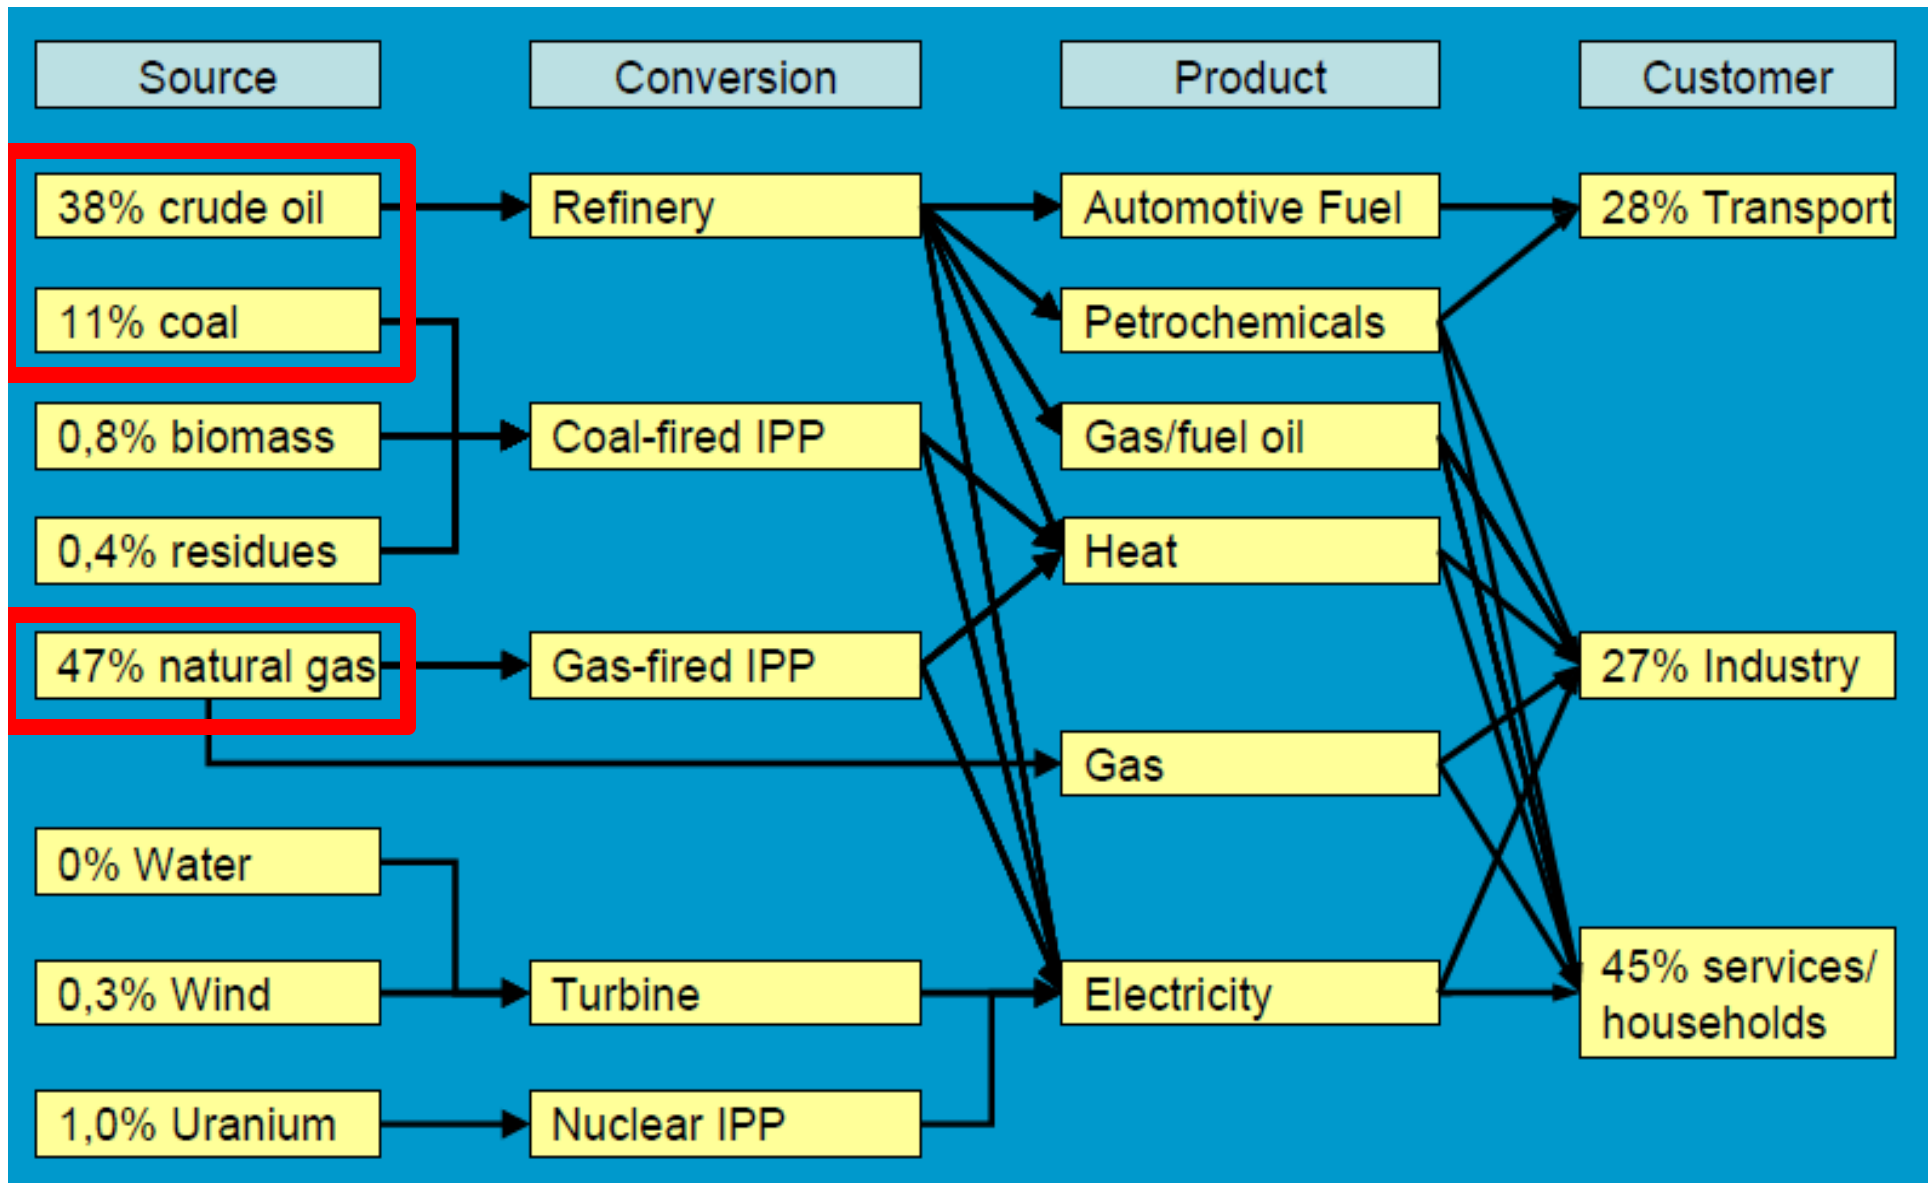 Source
Conversion
Product
Customer
38% crude oil
Refinery
Automotive Fuel
28% Transport
11% coal
Petrochemicals
0,8% biomass
Coal-fired IPP
Gas/fuel oil
0,4% residues
Heat
47% natural gas
Gas-fired IPP
27% Industry
Gas
0% Water
0,3% Wind
Turbine
Electricity
45% services/
households
1,0% Uranium
Nuclear IPP